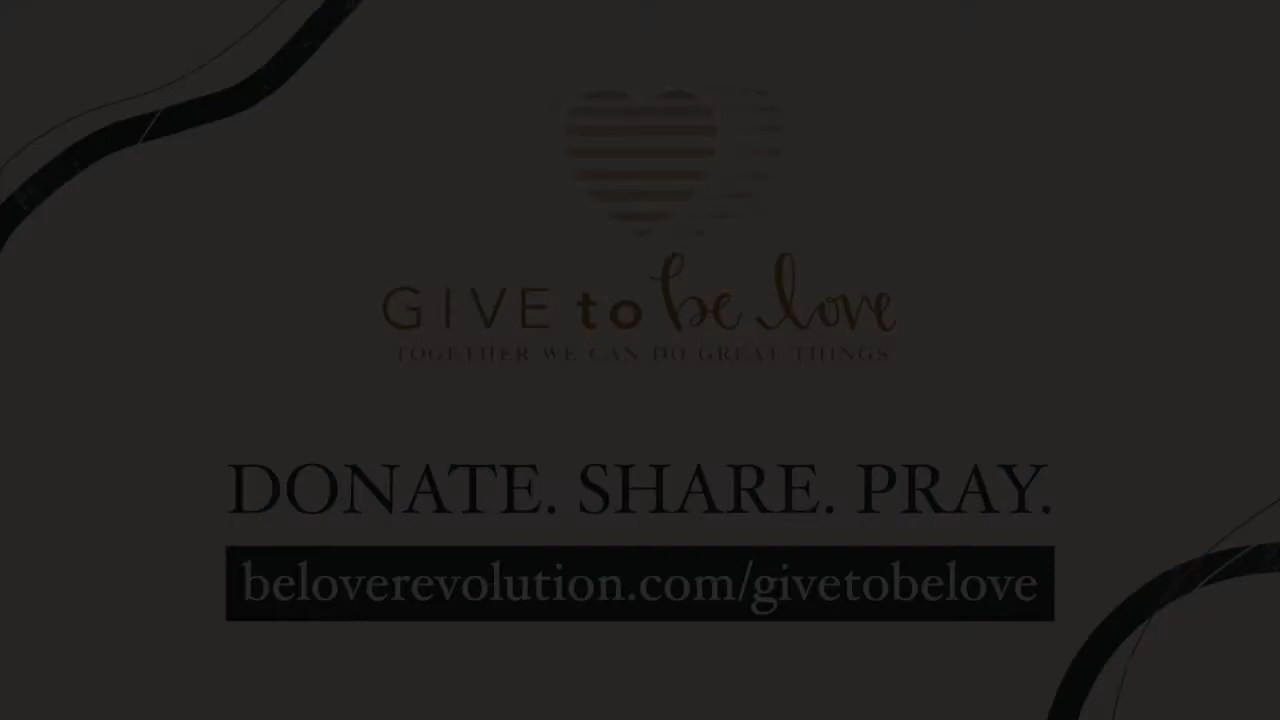 GIVE to be love
TOGETHER WE CAN DO GREAT THINGS
DONATE. SHARE. PRAY.
beloverevolution.com/givetobelove